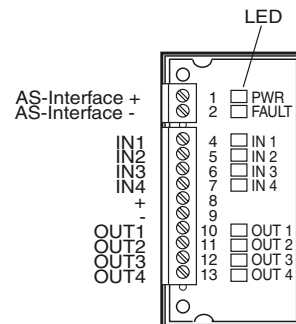 LED
AS-Interface + 1 PWR
AS-Interface - 2 FAULT
IN1 4 IN 1
IN2 5 IN 2
IN3 6 IN 3
IN4 7 IN 4
+ 8
- 9
OUT1 10 OUT 1
OUT2 11 OUT 2
OUT3 12 OUT 3
OUT4 13 OUT 4